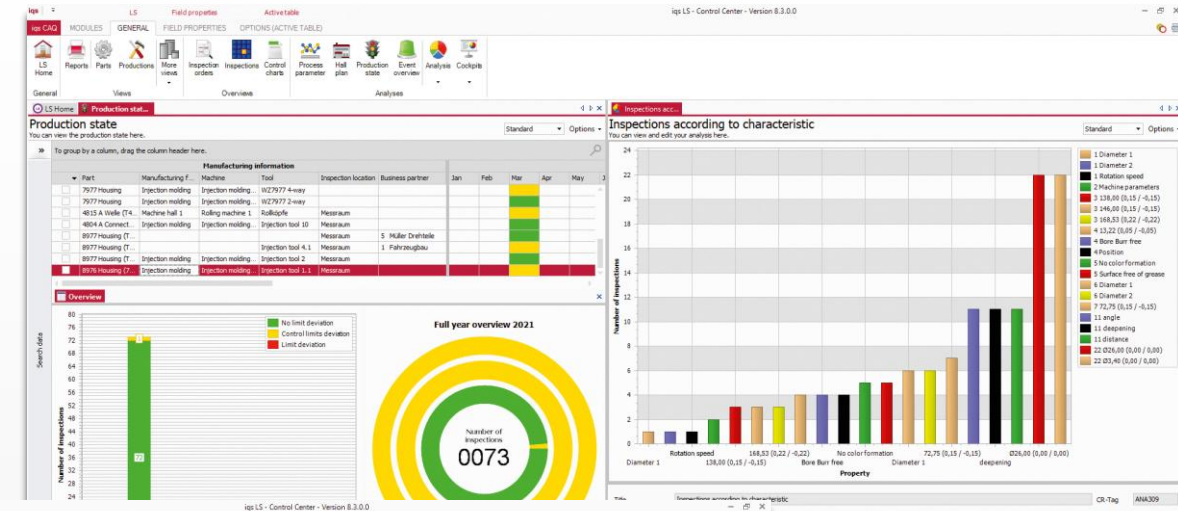 iqs LS Field properties Active table iqs LS - Control Center - Version 8.3.0.0
iqs CAQ MODULES GENERAL FIELD PROPERTIES OPTIONS (ACTIVE TABLE)
LS Home Reports Parts Productions More views Inspection orders Inspections Control charts Process parameter Hall plan Production state Event overview Analysis Cockpits
General Views Overviews Analyses
LS Home Production stat...
Production state Standard Options
You can view the production state here.
To group by a column, drag the column header here.
Manufacturing information
Part Manufacturing f... Machine Tool Inspection location Business partner Jan Feb Mar Apr May
7977 Housing Injection molding Injection molding... WZ7977 4-way
7977 Housing Injection molding Injection molding... WZ7977 2-way
4815 A Welle (T4... Machine hall 1 Rolling machine 1 Rollköpfe Messraum
4804 A Connect... Injection molding Injection molding... Injection tool 10 Messraum
8977 Housing (T... Messraum 5 Müller Drehteile
8977 Housing (T... Injection tool 4.1 Messraum 1 Fahrzeugbau
8977 Housing (T... Injection molding Injection molding... Injection tool 2 Messraum
8976 Housing (7... Injection molding Injection molding... Injection tool 1.1 Messraum
Search data
Overview
Number of inspections
80
76
72
68
64
60
56
52
48
44
40
36
32
28
24
1
72
No limit deviation
Control limits deviation
Limit deviation
Full year overview 2021
Number of
inspections
0073
Inspections acc...
Inspections according to characteristic Standard Options
You can view and edit your analysis here.
Number of inspections
24
22
20
18
16
14
12
10
8
6
4
2
0
Rotation speed 168,53 (0,22 / -0,22) No color formation 72,75 (0,15 / -0,15) Ø26,00 (0,00 / 0,00)
Diameter 1 138,00 (0,15 / -0,15) Bore Burr free Diameter 1 deepening
Property
1 Diameter 1
1 Diameter 2
1 Rotation speed
2 Machine parameters
3 138,00 (0,15 / -0,15)
3 146,00 (0,15 / -0,15)
3 168,53 (0,22 / -0,22)
4 13,22 (0,05 / -0,05)
4 Bore Burr free
4 Position
5 No color formation
5 Surface free of grease
6 Diameter 1
6 Diameter 2
7 72,75 (0,15 / -0,15)
11 angle
11 deepening
11 distance
22 Ø26,00 (0,00 / 0,00)
22 Ø3,40 (0,00 / 0,00)
Title Inspections according to characteristic CR-Tag ANA309
iqs LS - Control Center - Version 8.3.0.0